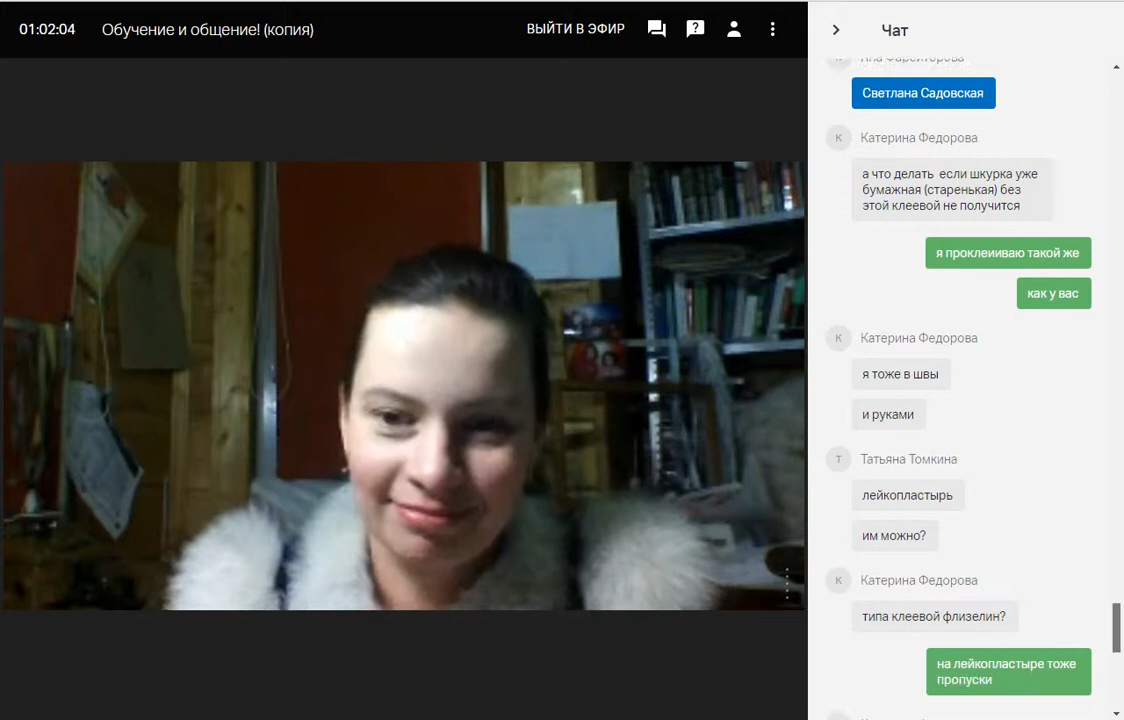 01:02:04 Обучение и общение! (копия) ВЫЙТИ В ЭФИР
Чат
Светлана Садовская
К Катерина Федорова
а что делать если шкурка уже
бумажная (старенькая) без
этой клеевой не получится
я проклеииваю такой же
как у вас
К Катерина Федорова
я тоже в швы
и руками
Т Татьяна Томкина
лейкопластырь
им можно?
К Катерина Федорова
типа клеевой флизелин?
на лейкопластыре тоже
пропуски